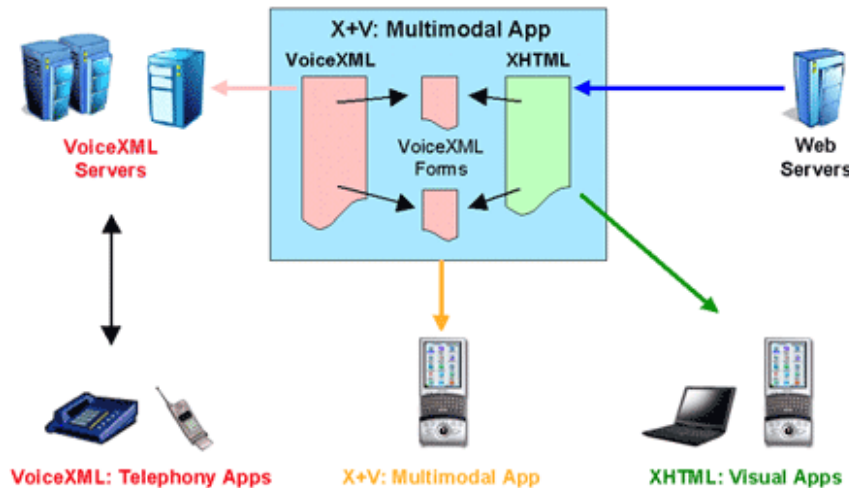 X+V: Multimodal App
VoiceXML
XHTML
VoiceXML
Forms
VoiceXML
Servers
Web
Servers
VoiceXML: Telephony Apps
X+V: Multimodal App
XHTML: Visual Apps